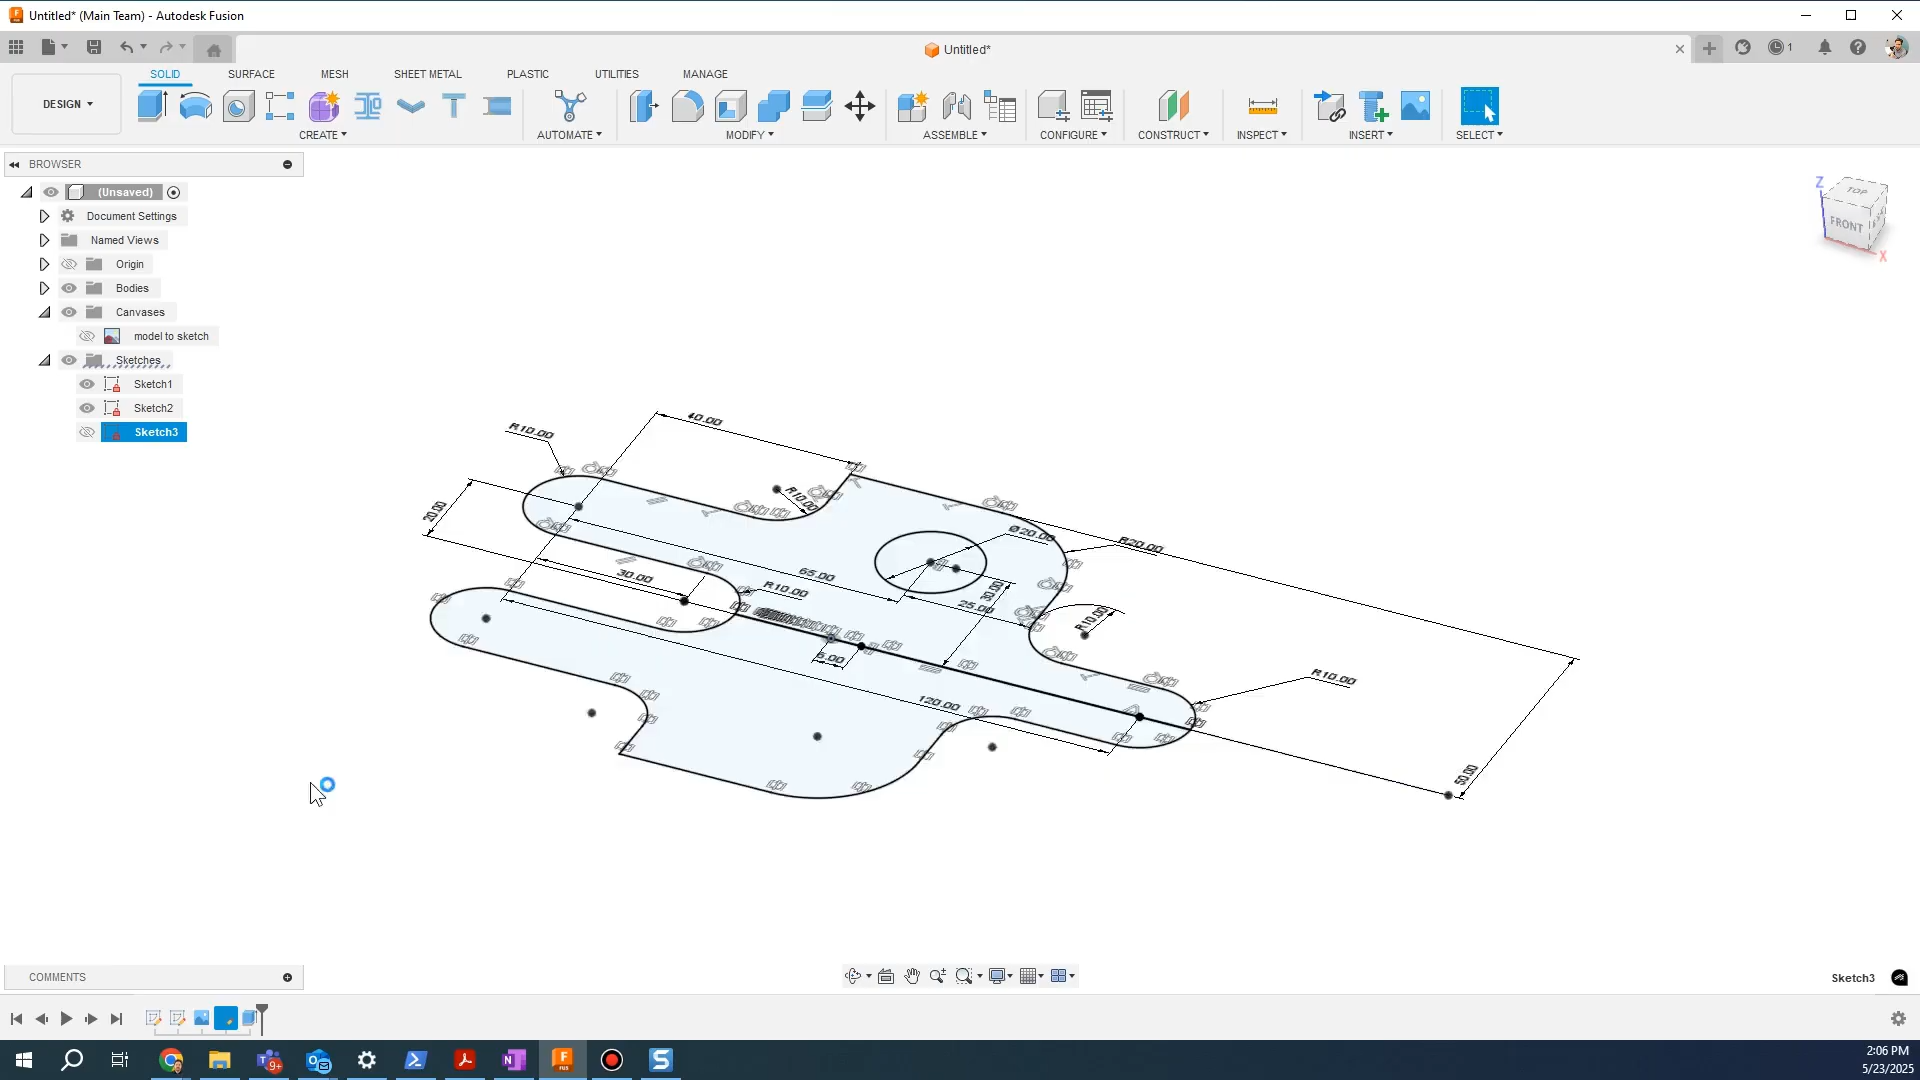 Untitled* (Main Team) - Autodesk Fusion
Untitled*
1
DESIGN
SOLID
SURFACE
MESH
SHEET METAL
PLASTIC
UTILITIES
MANAGE
CREATE
AUTOMATE
MODIFY
ASSEMBLE
CONFIGURE
CONSTRUCT
INSPECT
INSERT
SELECT
BROWSER
(Unsaved)
Document Settings
Named Views
Origin
Bodies
Canvases
model to sketch
Sketches
Sketch1
Sketch2
Sketch3
Z
TOP
FRONT
X
40.00
R10.00
R10.00
20.00
Ø20.00
R20.00
65.00
30.00
R10.00
30.00
25.00
R10.00
5.00
R10.00
120.00
50.00
COMMENTS
Sketch3
9+
N
F
FUS
S
2:06 PM
5/23/2025